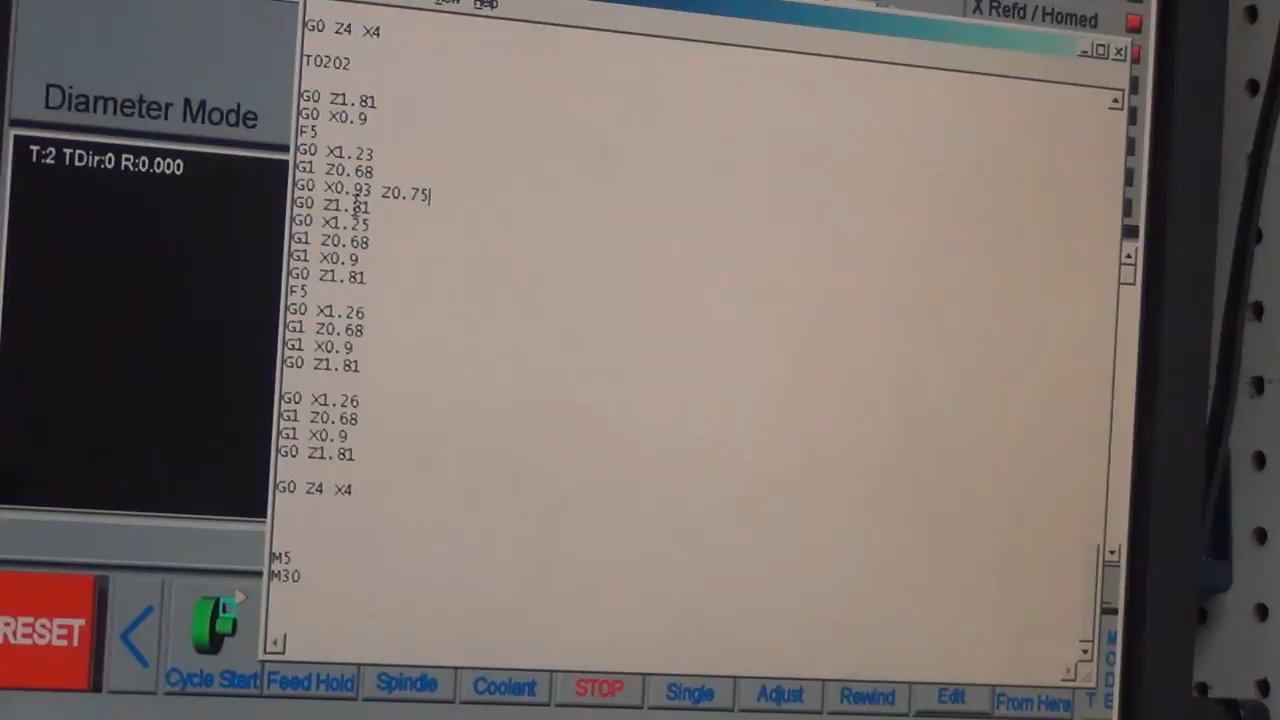 Help
X Refd / Homed
Diameter Mode
T:2 TDir:0 R:0.000
G0 Z4 X4
T0202
G0 Z1.81
G0 X0.9
F5
G0 X1.23
G1 Z0.68
G0 X0.93 Z0.75
G0 Z1.81
G0 X1.25
G1 Z0.68
G1 X0.9
G0 Z1.81
F5
G0 X1.26
G1 Z0.68
G1 X0.9
G0 Z1.81
G0 X1.26
G1 Z0.68
G1 X0.9
G0 Z1.81
G0 Z4 X4
M5
M30
RESET
Cycle Start
Feed Hold
Spindle
Coolant
STOP
Single
Adjust
Rewind
Edit
From Here